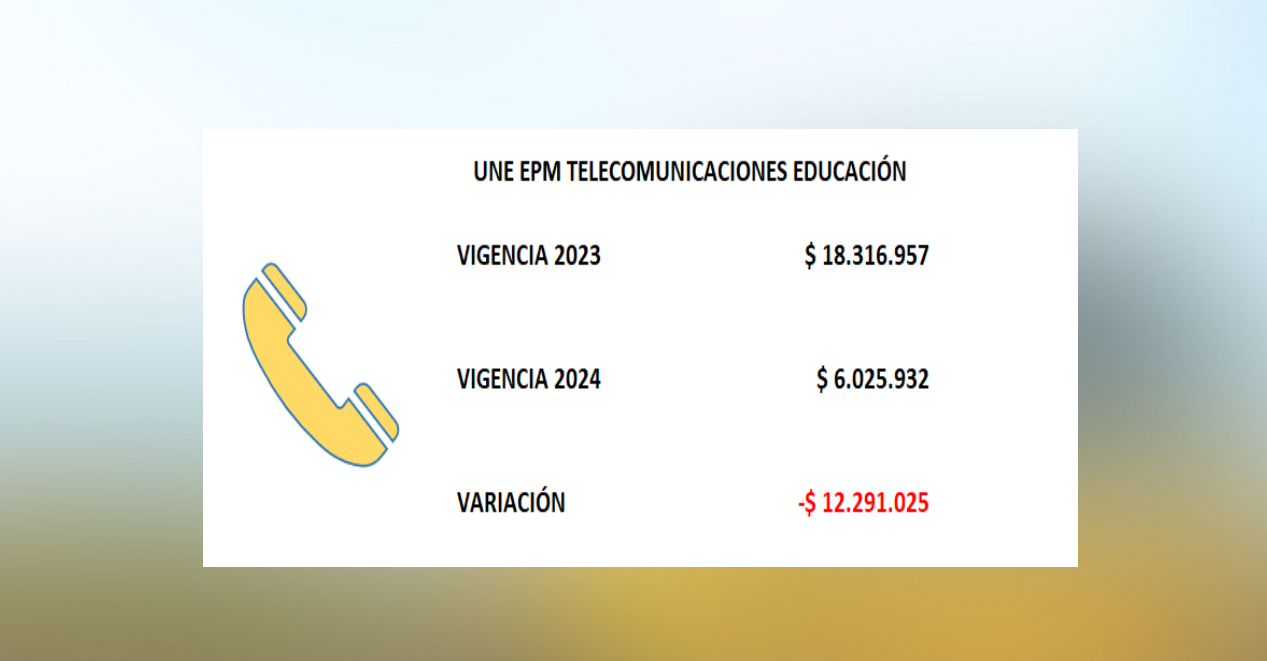 UNE EPM TELECOMUNICACIONES EDUCACIÓN
VIGENCIA 2023 $ 18.316.957
VIGENCIA 2024 $ 6.025.932
VARIACIÓN -$ 12.291.025